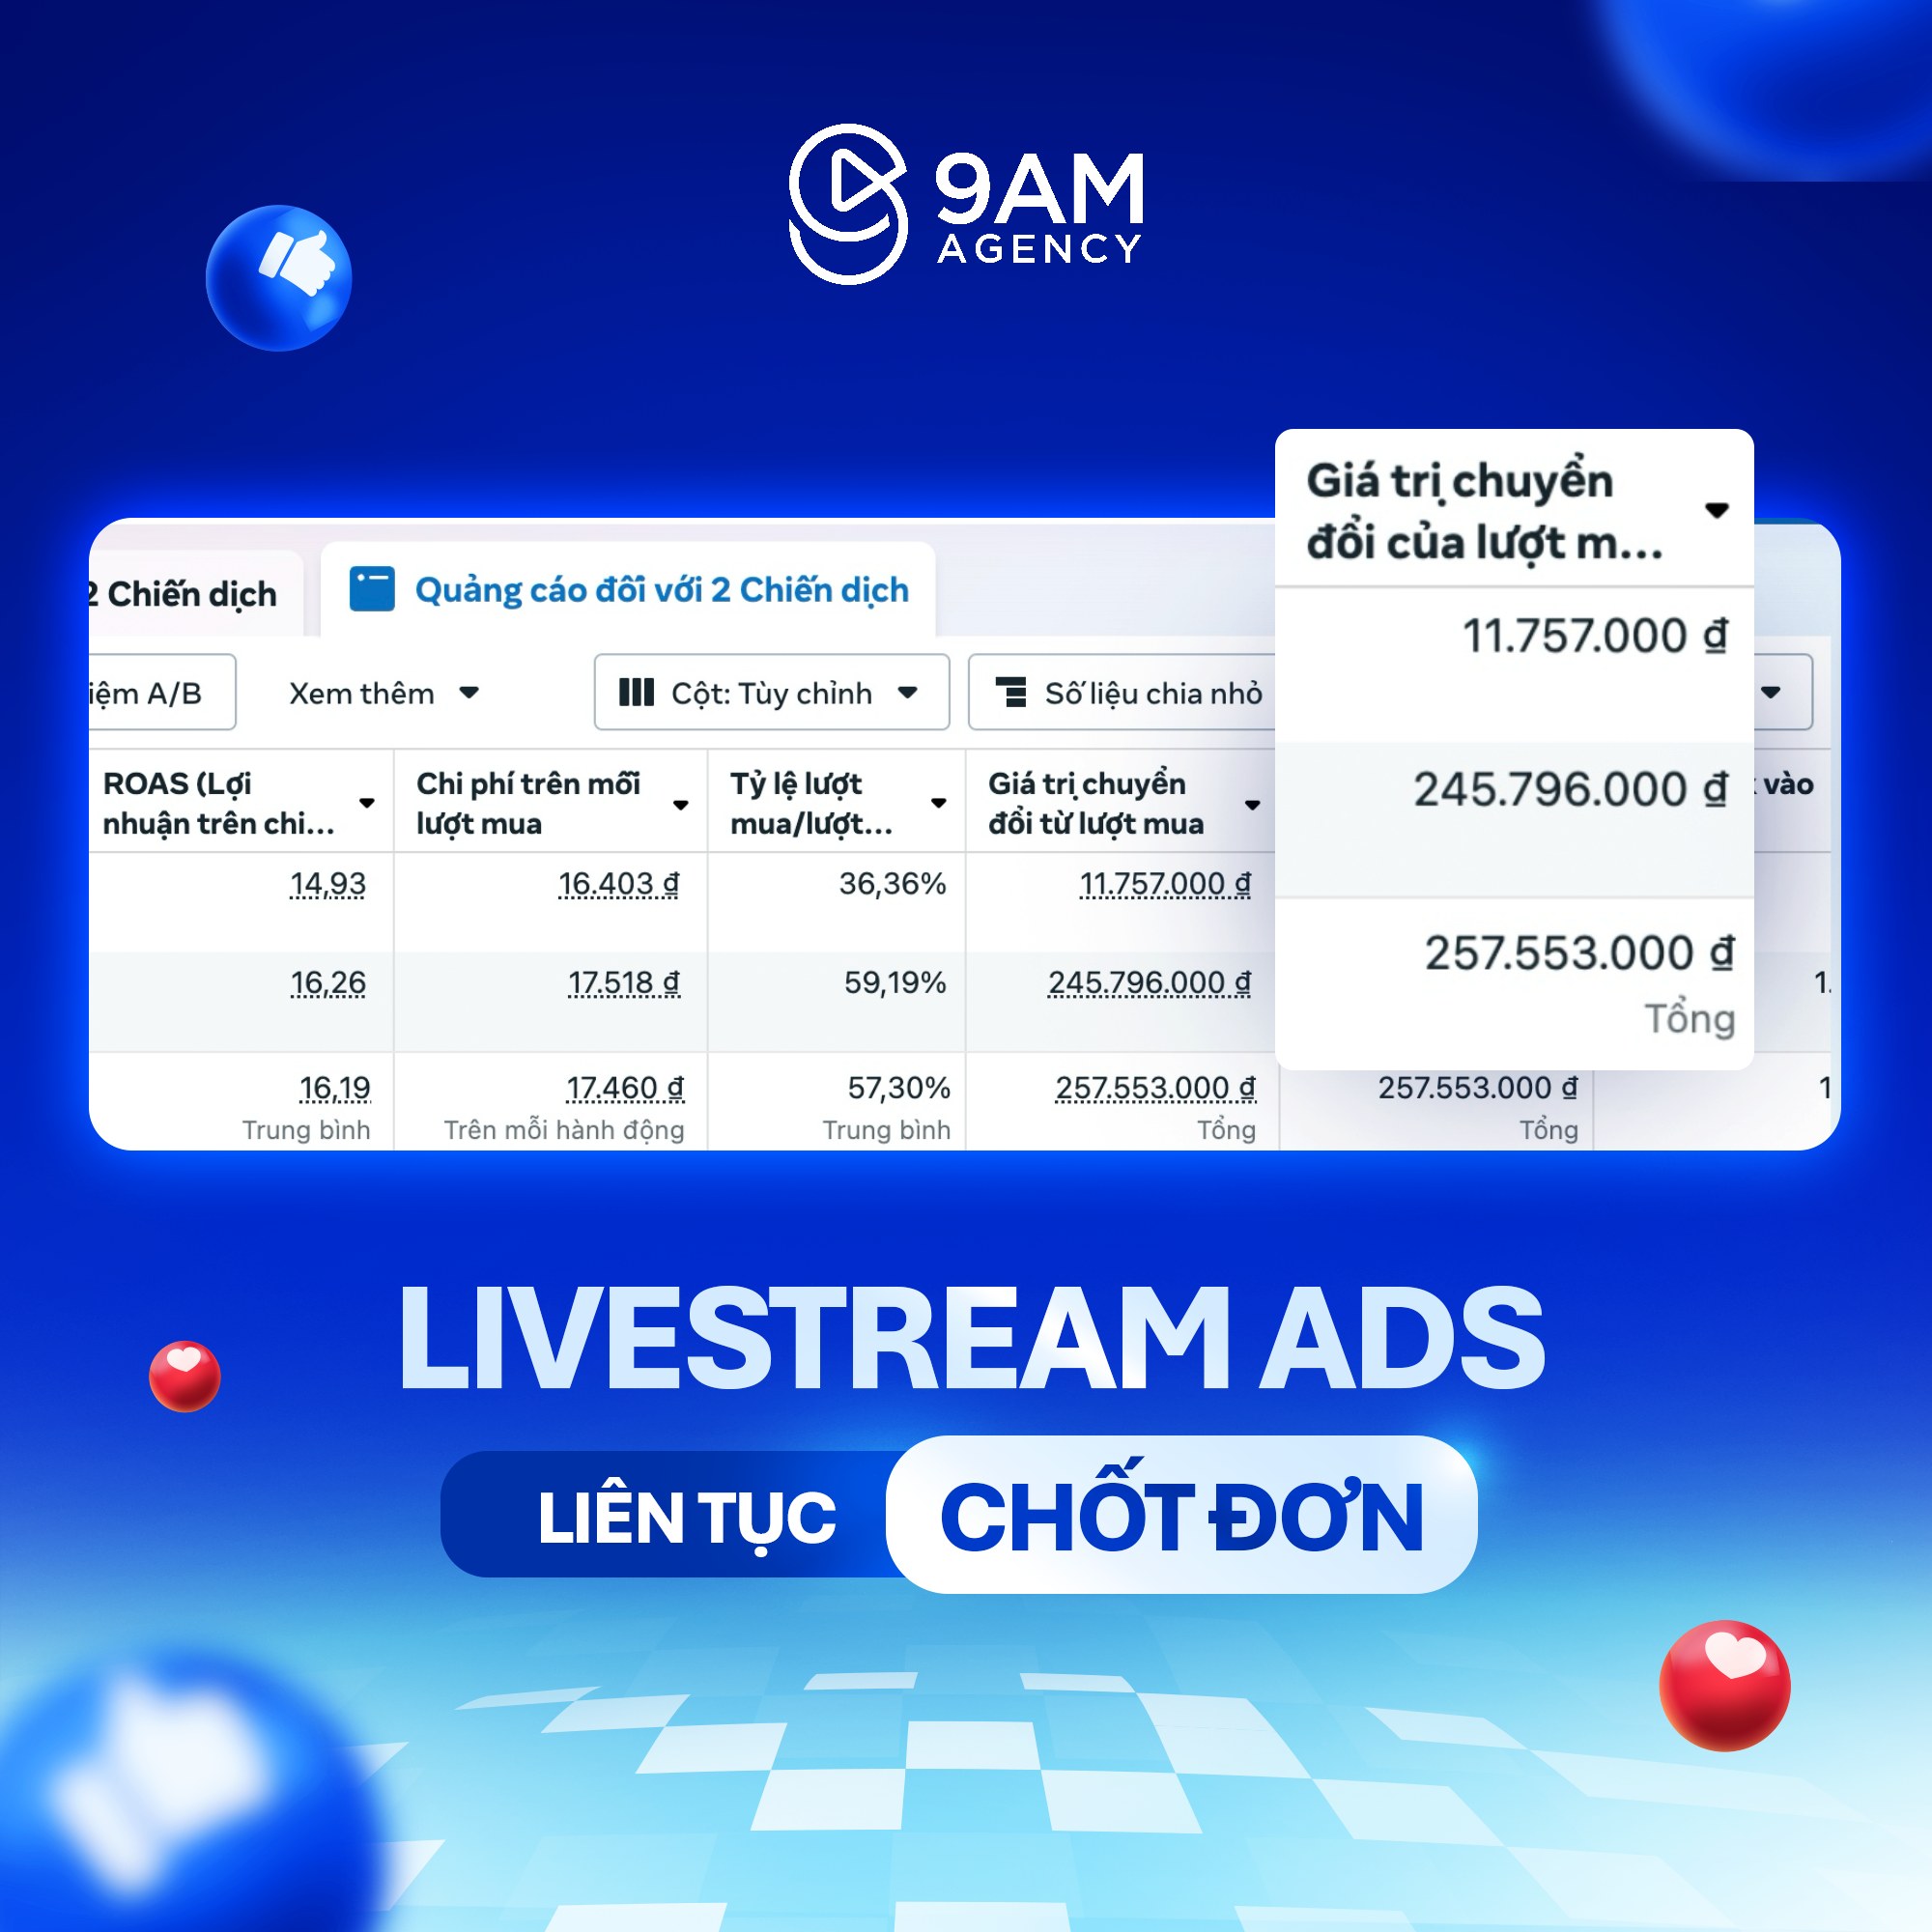 9AM
AGENCY
Giá trị chuyển
đổi của lượt m...
11.757.000 ₫
245.796.000 ₫
257.553.000 ₫
Tổng
2 Chiến dịch
Quảng cáo đối với 2 Chiến dịch
iệm A/B
Xem thêm
Cột: Tùy chỉnh
Số liệu chia nhỏ
ROAS (Lợi
nhuận trên chi...
Chi phí trên mỗi
lượt mua
Tỷ lệ lượt
mua/lượt...
Giá trị chuyển
đổi từ lượt mua
vào
14,93
16.403 ₫
36,36%
11.757.000 ₫
16,26
17.518 ₫
59,19%
245.796.000 ₫
1.
16,19
17.460 ₫
57,30%
257.553.000 ₫
257.553.000 ₫
1
Trung bình
Trên mỗi hành động
Trung bình
Tổng
Tổng
LIVESTREAM ADS
LIÊN TỤC
CHỐT ĐƠN